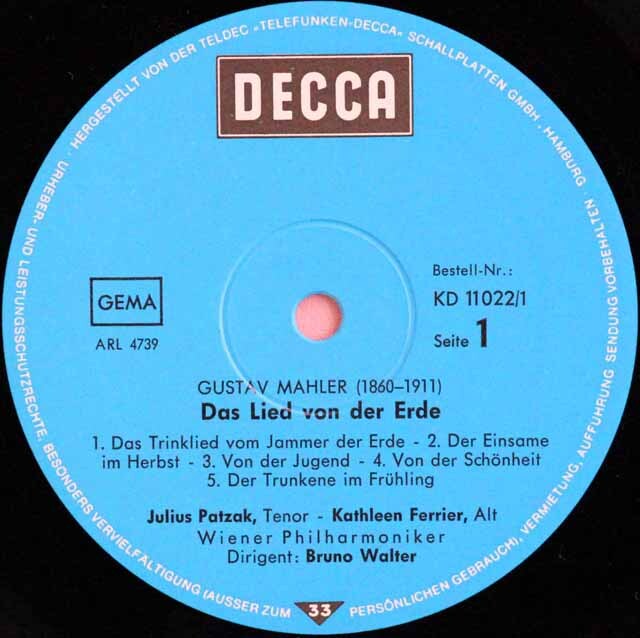 HERGESTELLT VON DER TELDEC »TELEFUNKEN-DECCA« SCHALLPLATTEN GMBH · HAMBURG
DECCA
GEMA
ARL 4739
Bestell-Nr.:
KD 11022/1
Seite 1
GUSTAV MAHLER (1860–1911)
Das Lied von der Erde
1. Das Trinklied vom Jammer der Erde - 2. Der Einsame
im Herbst - 3. Von der Jugend - 4. Von der Schönheit
5. Der Trunkene im Frühling
Julius Patzak, Tenor - Kathleen Ferrier, Alt
Wiener Philharmoniker
Dirigent: Bruno Walter
URHEBER- UND LEISTUNGSSCHUTZRECHTE, BESONDERS VERVIELFÄLTIGUNG (AUSSER ZUM PERSÖNLICHEN GEBRAUCH), VERMIETUNG, AUFFÜHRUNG, SENDUNG VORBEHALTEN
33